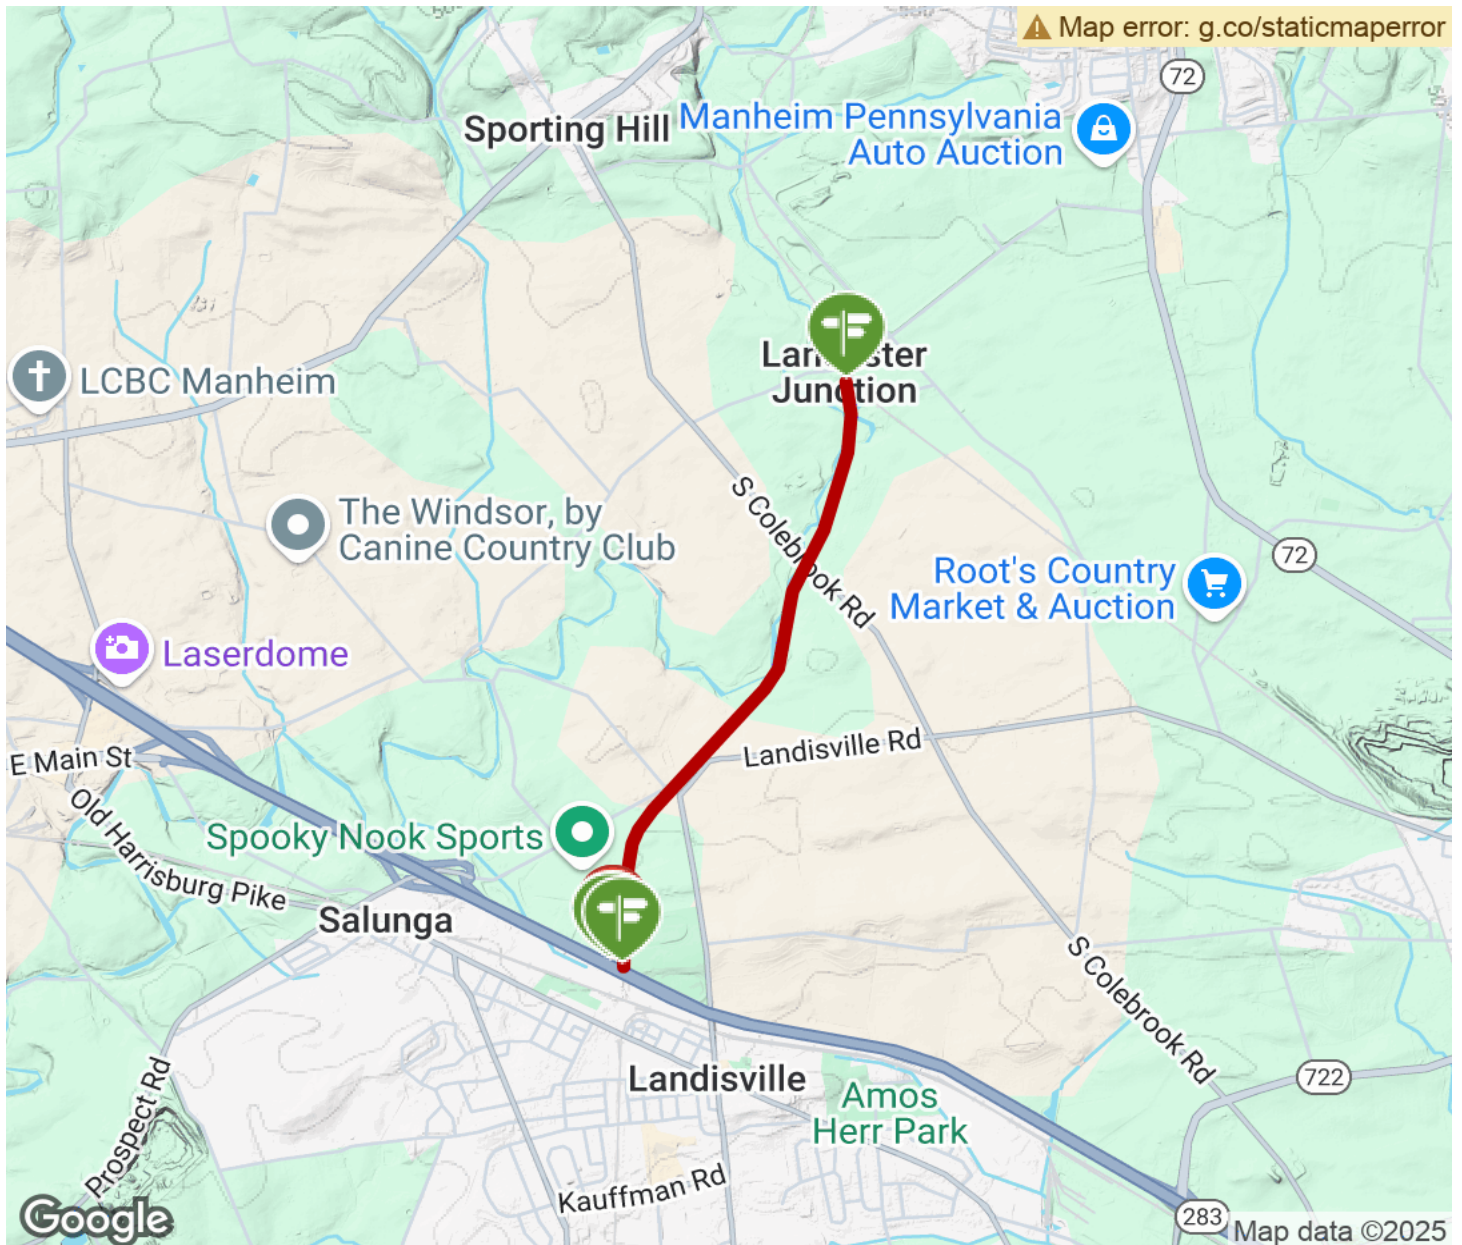 Map error: g.co/staticmaperror
72
Manheim Pennsylvania
Auto Auction
Sporting Hill
Junction
LCBC Manheim
S Colebrook Rd
The Windsor, by
Canine Country Club
72
Root's Country
Market & Auction
Laserdome
Landisville Rd
E Main St
Old Harrisburg Pike
Spooky Nook Sports
Salunga
S Colebrook Rd
Landisville
Amos
Herr Park
722
Prospect Rd
Kauffman Rd
283
Google
Map data ©2025